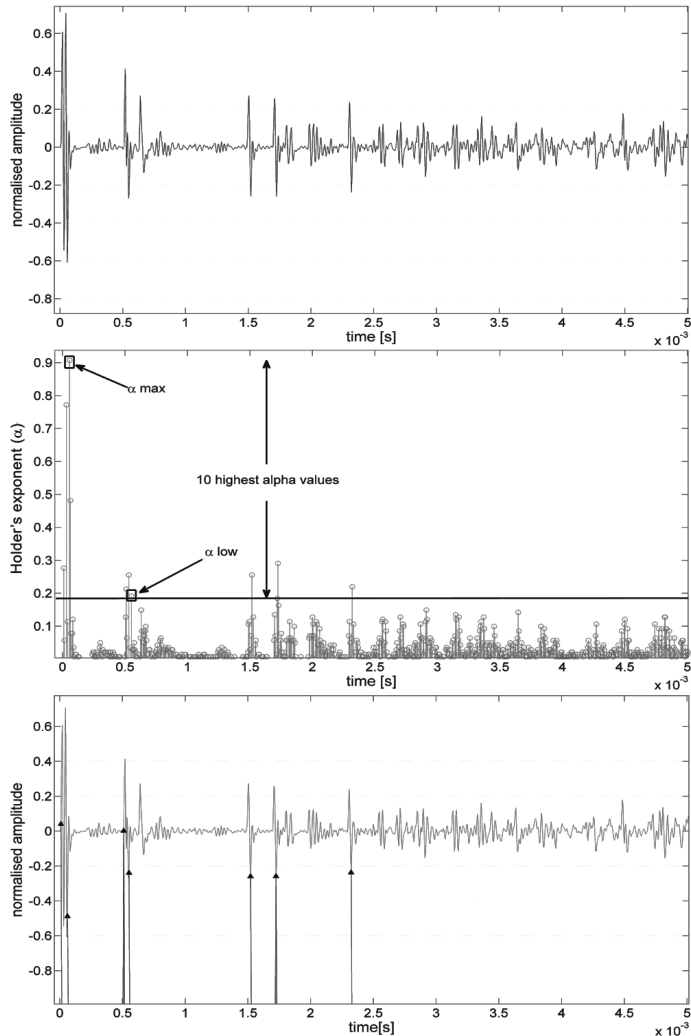 0.6
0.4
0.2
0
-0.2
-0.4
-0.6
-0.8
normalised amplitude
0 0.5 1 1.5 2 2.5 3 3.5 4 4.5 5
time [s]
x 10⁻³
0.9
0.8
0.7
0.6
0.5
0.4
0.3
0.2
0.1
Holder's exponent (α)
α max
10 highest alpha values
α low
0 0.5 1 1.5 2 2.5 3 3.5 4 4.5 5
time [s]
x 10⁻³
0.6
0.4
0.2
0
-0.2
-0.4
-0.6
-0.8
normalised amplitude
0 0.5 1 1.5 2 2.5 3 3.5 4 4.5 5
time[s]
x 10⁻³